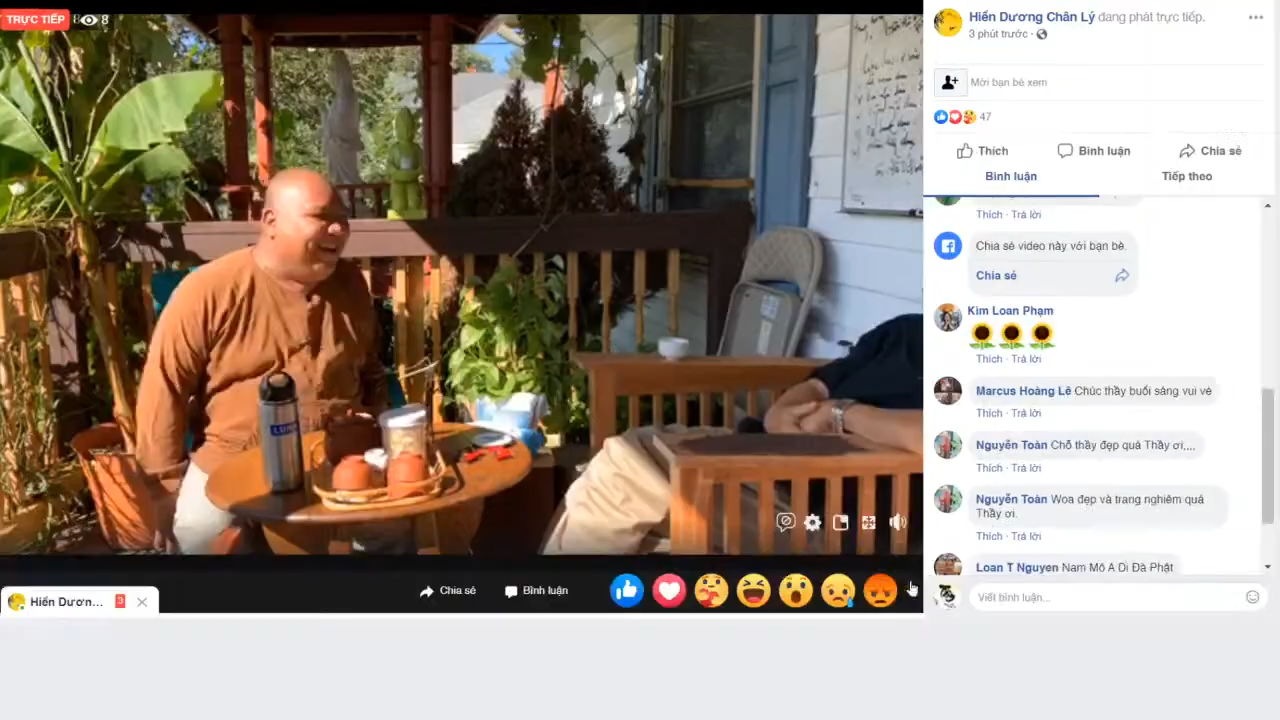 TRỰC TIẾP
8
Hiển Dương Chân Lý đang phát trực tiếp.
3 phút trước ·
Mời bạn bè xem
47
Thích
Bình luận
Chia sẻ
Bình luận
Tiếp theo
Thích · Trả lời
Chia sẻ video này với bạn bè.
Chia sẻ
Kim Loan Phạm
Thích · Trả lời
Marcus Hoàng Lê Chúc thầy buổi sáng vui vẻ
Thích · Trả lời
Nguyễn Toàn Chỗ thầy đẹp quá Thầy ơi,...
Thích · Trả lời
Nguyễn Toàn Woa đẹp và trang nghiêm quá
Thầy ơi.
Thích · Trả lời
Loan T Nguyen Nam Mô A Di Đà Phật
Viết bình luận...
LUNA
Chia sẻ
Bình luận
Hiển Dươn...
3